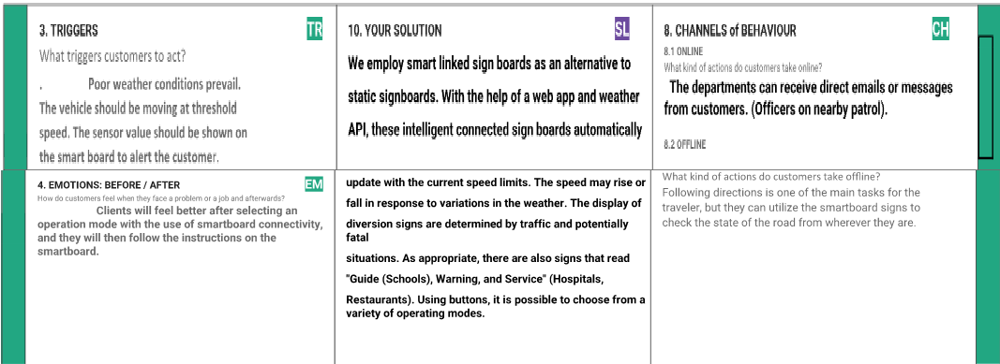 3. TRIGGERS
TR
What triggers customers to act?
. Poor weather conditions prevail.
The vehicle should be moving at threshold
speed. The sensor value should be shown on
the smart board to alert the customer.
4. EMOTIONS: BEFORE / AFTER
EM
How do customers feel when they face a problem or a job and afterwards?
Clients will feel better after selecting an
operation mode with the use of smartboard connectivity,
and they will then follow the instructions on the
smartboard.
10. YOUR SOLUTION
SL
We employ smart linked sign boards as an alternative to
static signboards. With the help of a web app and weather
API, these intelligent connected sign boards automatically
update with the current speed limits. The speed may rise or
fall in response to variations in the weather. The display of
diversion signs are determined by traffic and potentially
fatal
situations. As appropriate, there are also signs that read
"Guide (Schools), Warning, and Service" (Hospitals,
Restaurants). Using buttons, it is possible to choose from a
variety of operating modes.
8. CHANNELS of BEHAVIOUR
CH
8.1 ONLINE
What kind of actions do customers take online?
The departments can receive direct emails or messages
from customers. (Officers on nearby patrol).
8.2 OFFLINE
What kind of actions do customers take offline?
Following directions is one of the main tasks for the
traveler, but they can utilize the smartboard signs to
check the state of the road from wherever they are.